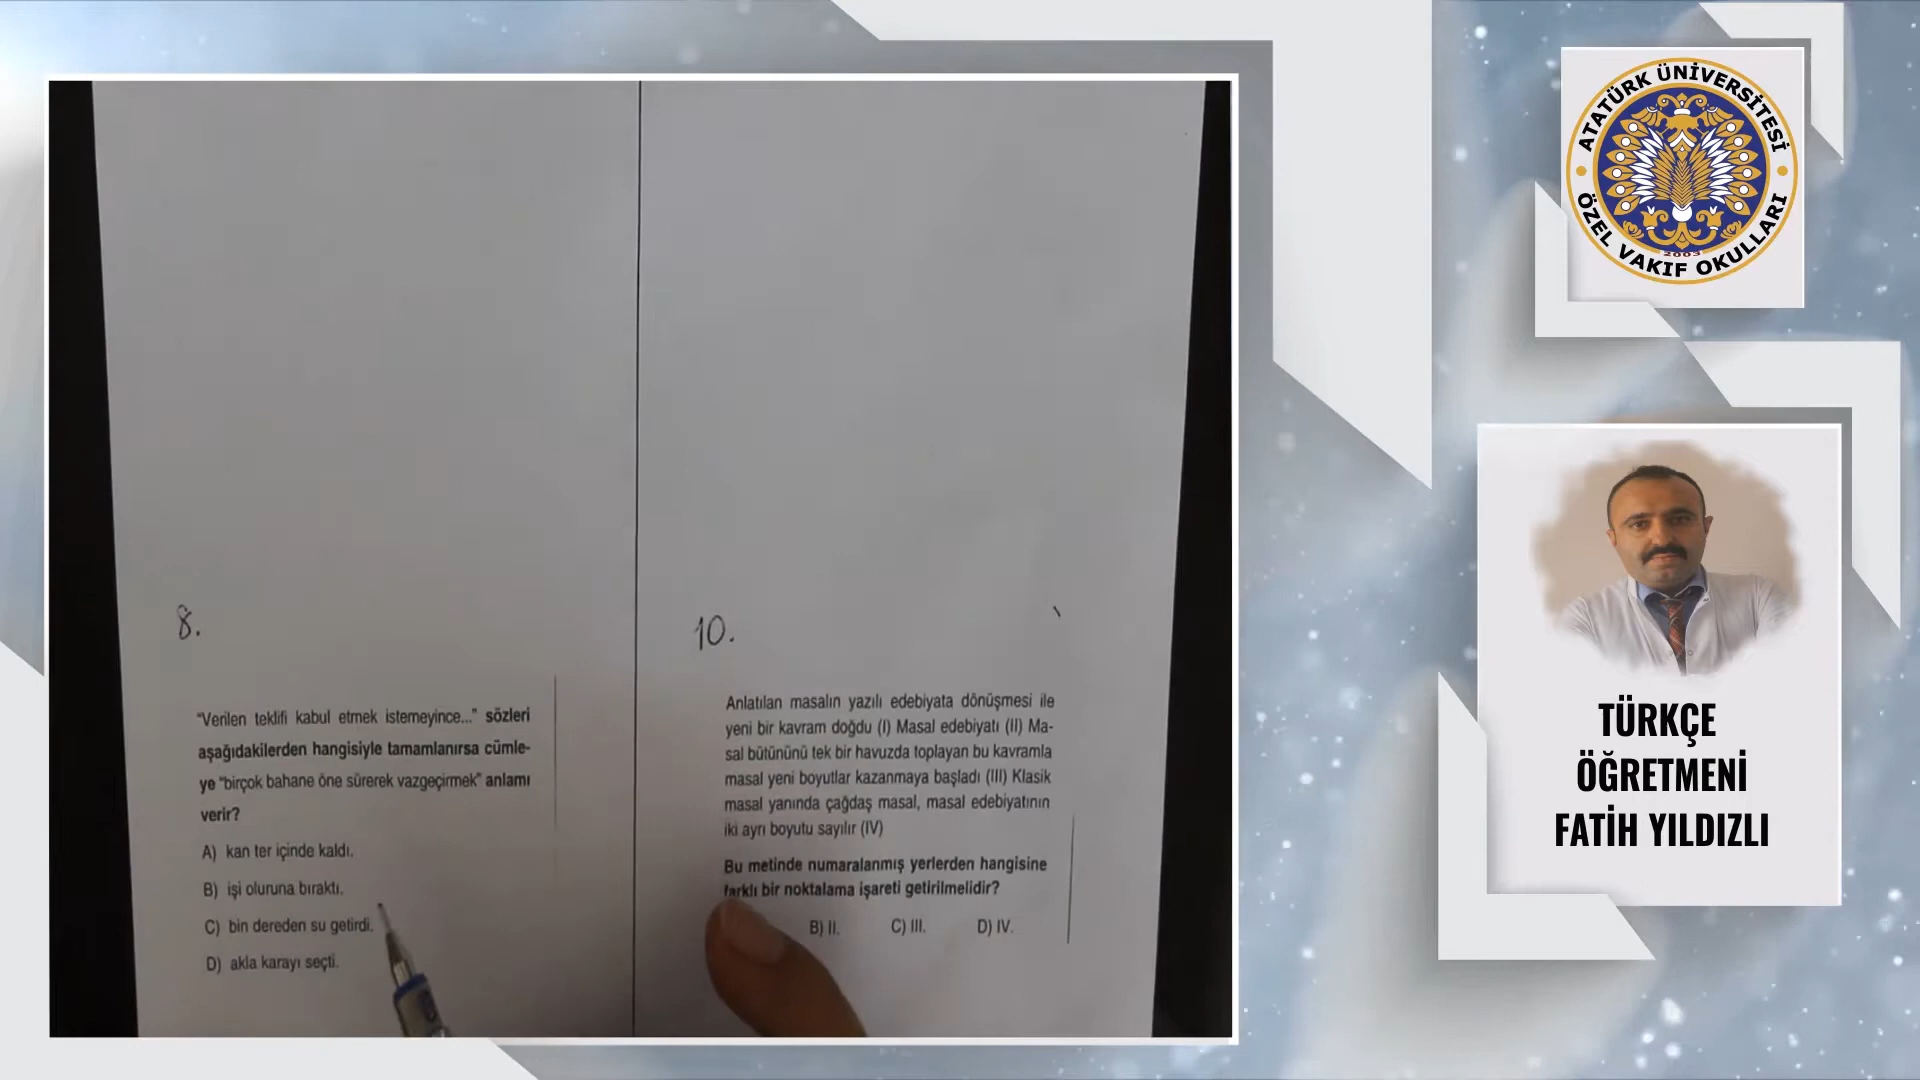 8.
"Verilen teklifi kabul etmek istemeyince..." sözleri
aşağıdakilerden hangisiyle tamamlanırsa cümle-
ye "birçok bahane öne sürerek vazgeçirmek" anlamı
verir?
A) kan ter içinde kaldı.
B) işi oluruna bıraktı.
C) bin dereden su getirdi.
D) akla karayı seçti.
10.
Anlatılan masalın yazılı edebiyata dönüşmesi ile
yeni bir kavram doğdu (I) Masal edebiyatı (II) Ma-
sal bütününü tek bir havuzda toplayan bu kavramla
masal yeni boyutlar kazanmaya başladı (III) Klasik
masal yanında çağdaş masal, masal edebiyatının
iki ayrı boyutu sayılır (IV)
Bu metinde numaralanmış yerlerden hangisine
farklı bir noktalama işareti getirilmelidir?
B) II. C) III. D) IV.
ATATÜRK ÜNİVERSİTESİ
ÖZEL VAKIF OKULLARI
2003
TÜRKÇE
ÖĞRETMENİ
FATİH YILDIZLI